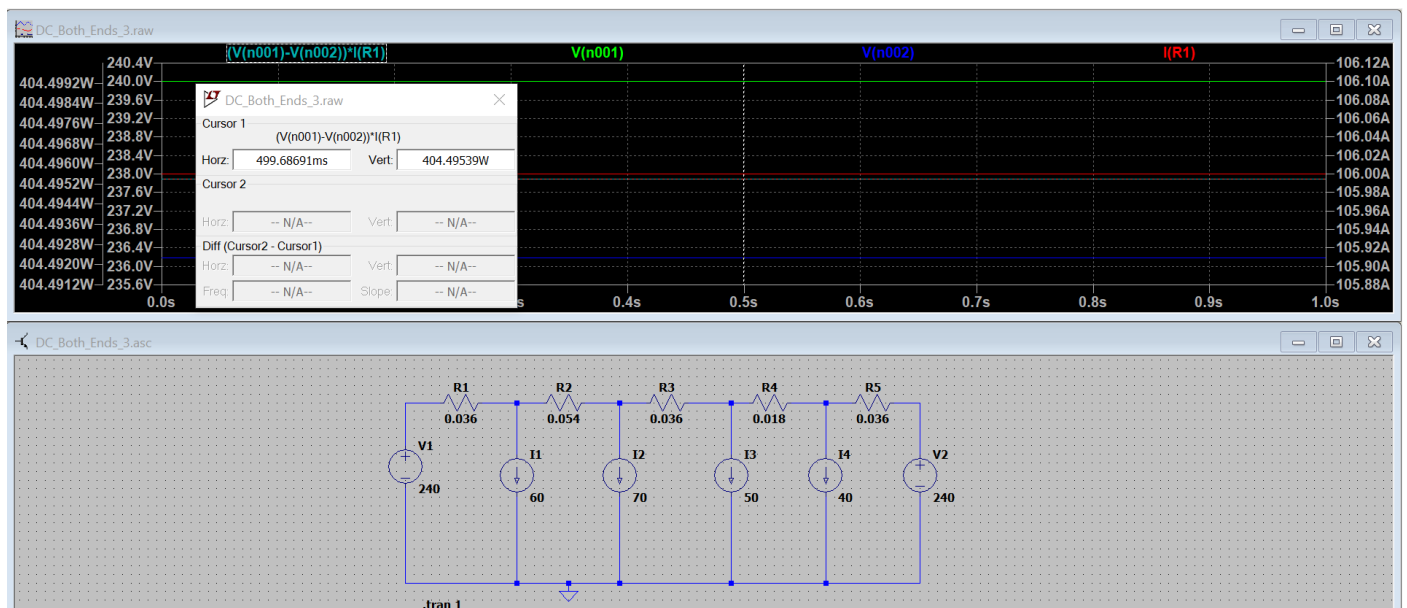 DC_Both_Ends_3.raw
(V(n001)-V(n002))*I(R1) V(n001) V(n002) I(R1)
240.4V 106.12A
404.4992W 240.0V 106.10A
404.4984W 239.6V 106.08A
404.4976W 239.2V 106.06A
404.4968W 238.8V 106.04A
404.4960W 238.4V 106.02A
404.4952W 238.0V 106.00A
404.4944W 237.6V 105.98A
404.4936W 237.2V 105.96A
404.4928W 236.8V 105.94A
404.4920W 236.4V 105.92A
404.4912W 236.0V 105.90A
235.6V 105.88A
0.0s s 0.4s 0.5s 0.6s 0.7s 0.8s 0.9s 1.0s
DC_Both_Ends_3.raw
Cursor 1
(V(n001)-V(n002))*I(R1)
Horz: 499.68691ms Vert: 404.49539W
Cursor 2
Horz: -- N/A-- Vert: -- N/A--
Diff (Cursor2 - Cursor1)
Horz: -- N/A-- Vert: -- N/A--
Freq: -- N/A-- Slope: -- N/A--
DC_Both_Ends_3.asc
R1 R2 R3 R4 R5
0.036 0.054 0.036 0.018 0.036
V1 I1 I2 I3 I4 V2
240 60 70 50 40 240
.tran 1